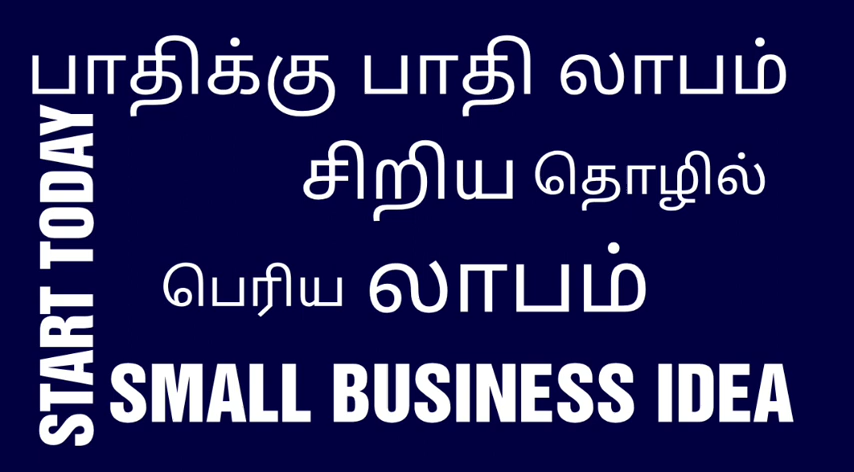 பாதிக்கு பாதி லாபம்
சிறிய தொழில்
பெரிய லாபம்
START TODAY
SMALL BUSINESS IDEA